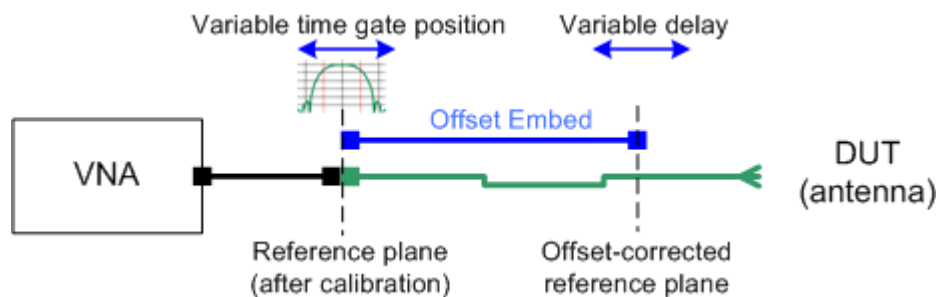 Variable time gate position
Variable delay
Offset Embed
VNA
DUT
(antenna)
Reference plane
(after calibration)
Offset-corrected
reference plane